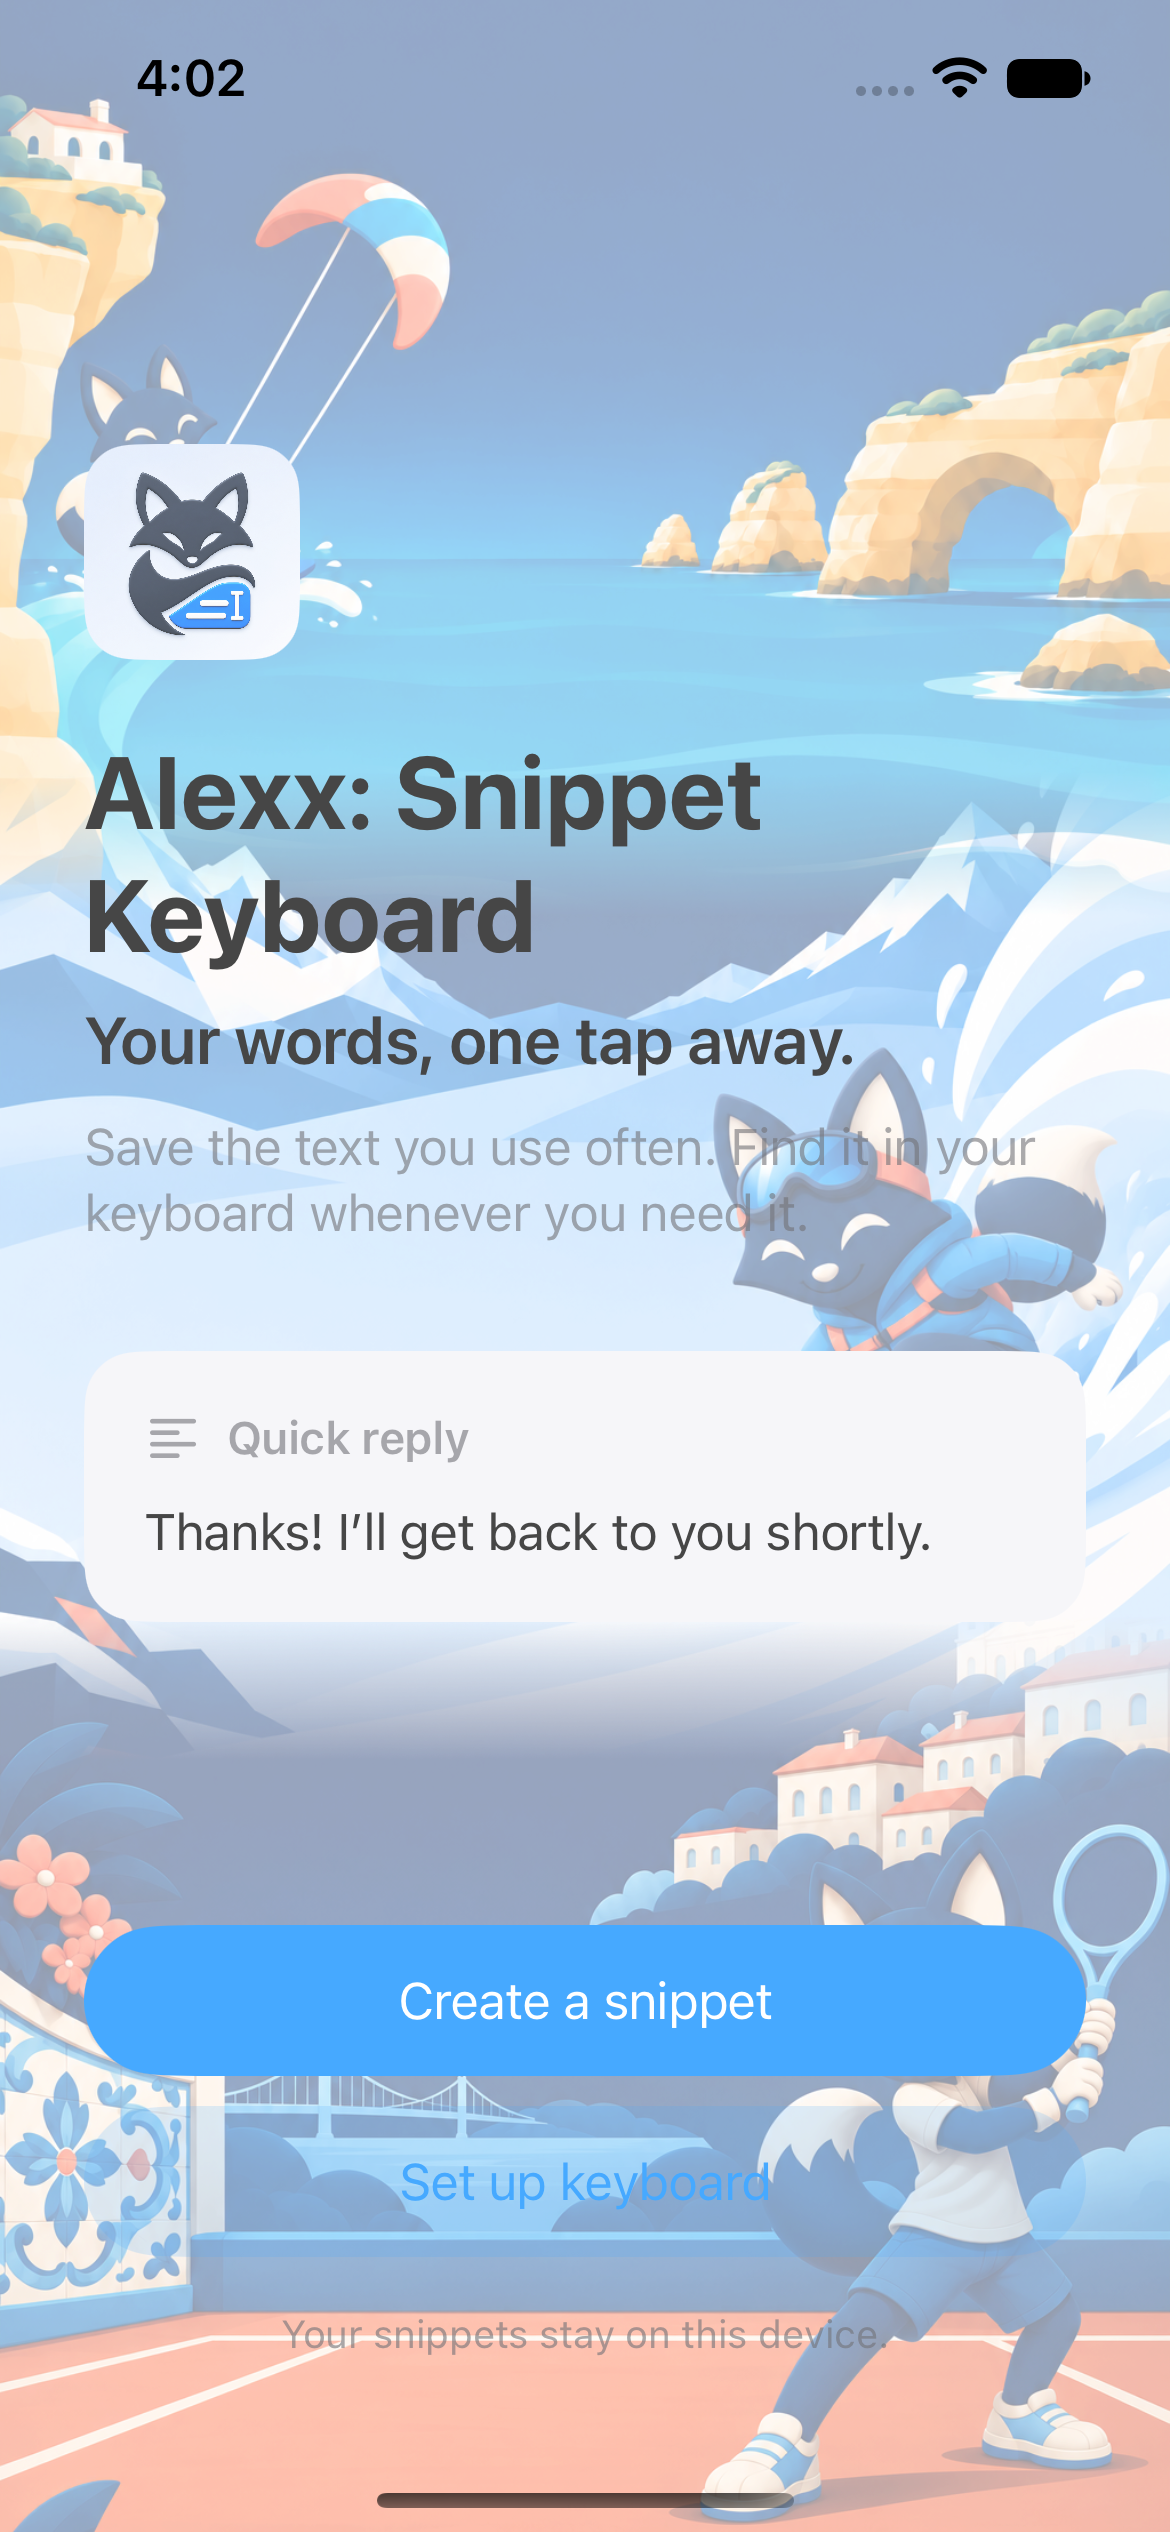 4:02
Alexx: Snippet
Keyboard
Your words, one tap away.
Save the text you use often. Find it in your
keyboard whenever you need it.
Quick reply
Thanks! I’ll get back to you shortly.
Create a snippet
Set up keyboard
Your snippets stay on this device.